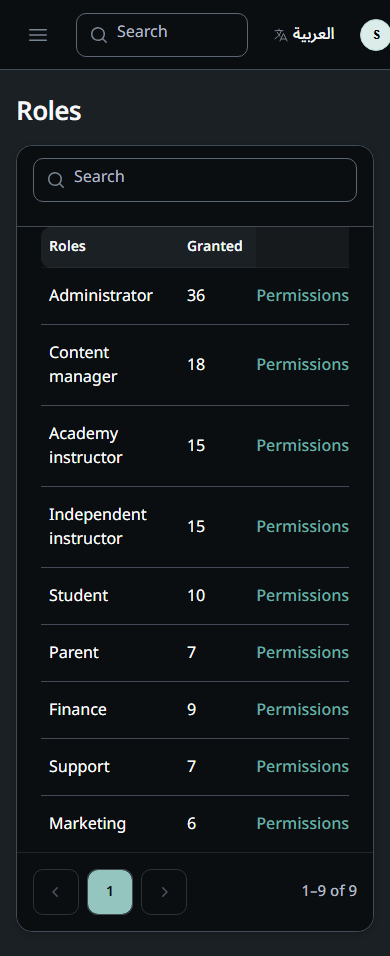 Search
العربية
S
Roles
Search
Roles Granted
Administrator 36 Permissions
Content
manager 18 Permissions
Academy
instructor 15 Permissions
Independent
instructor 15 Permissions
Student 10 Permissions
Parent 7 Permissions
Finance 9 Permissions
Support 7 Permissions
Marketing 6 Permissions
1 1–9 of 9